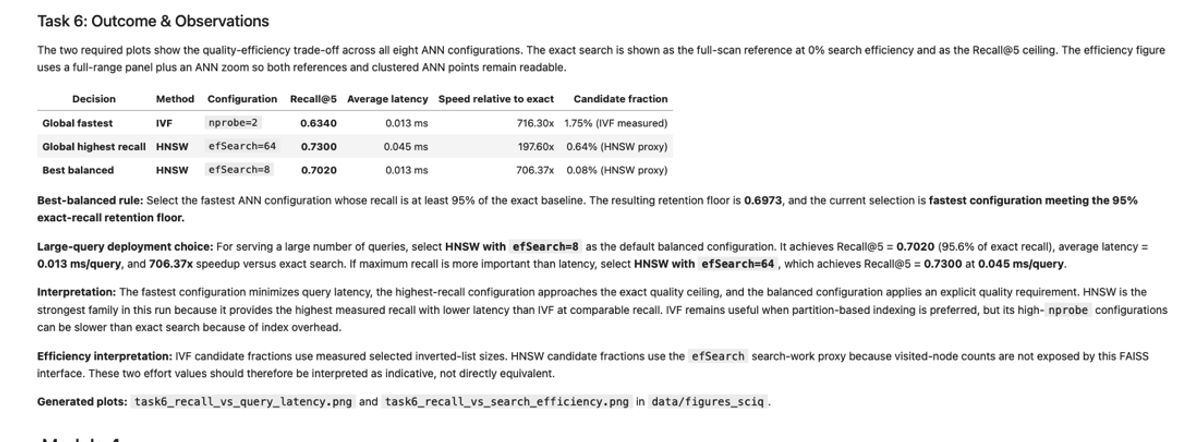 Task 6: Outcome & Observations
The two required plots show the quality-efficiency trade-off across all eight ANN configurations. The exact search is shown as the full-scan reference at 0% search efficiency and as the Recall@5 ceiling. The efficiency figure
uses a full-range panel plus an ANN zoom so both references and clustered ANN points remain readable.
Decision Method Configuration Recall@5 Average latency Speed relative to exact Candidate fraction
Global fastest IVF nprobe=2 0.6340 0.013 ms 716.30x 1.75% (IVF measured)
Global highest recall HNSW efSearch=64 0.7300 0.045 ms 197.60x 0.64% (HNSW proxy)
Best balanced HNSW efSearch=8 0.7020 0.013 ms 706.37x 0.08% (HNSW proxy)
Best-balanced rule: Select the fastest ANN configuration whose recall is at least 95% of the exact baseline. The resulting retention floor is 0.6973, and the current selection is fastest configuration meeting the 95%
exact-recall retention floor.
Large-query deployment choice: For serving a large number of queries, select HNSW with efSearch=8 as the default balanced configuration. It achieves Recall@5 = 0.7020 (95.6% of exact recall), average latency =
0.013 ms/query, and 706.37x speedup versus exact search. If maximum recall is more important than latency, select HNSW with efSearch=64 , which achieves Recall@5 = 0.7300 at 0.045 ms/query.
Interpretation: The fastest configuration minimizes query latency, the highest-recall configuration approaches the exact quality ceiling, and the balanced configuration applies an explicit quality requirement. HNSW is the
strongest family in this run because it provides the highest measured recall with lower latency than IVF at comparable recall. IVF remains useful when partition-based indexing is preferred, but its high- nprobe configurations
can be slower than exact search because of index overhead.
Efficiency interpretation: IVF candidate fractions use measured selected inverted-list sizes. HNSW candidate fractions use the efSearch search-work proxy because visited-node counts are not exposed by this FAISS
interface. These two effort values should therefore be interpreted as indicative, not directly equivalent.
Generated plots: task6_recall_vs_query_latency.png and task6_recall_vs_search_efficiency.png in data/figures_sciq .